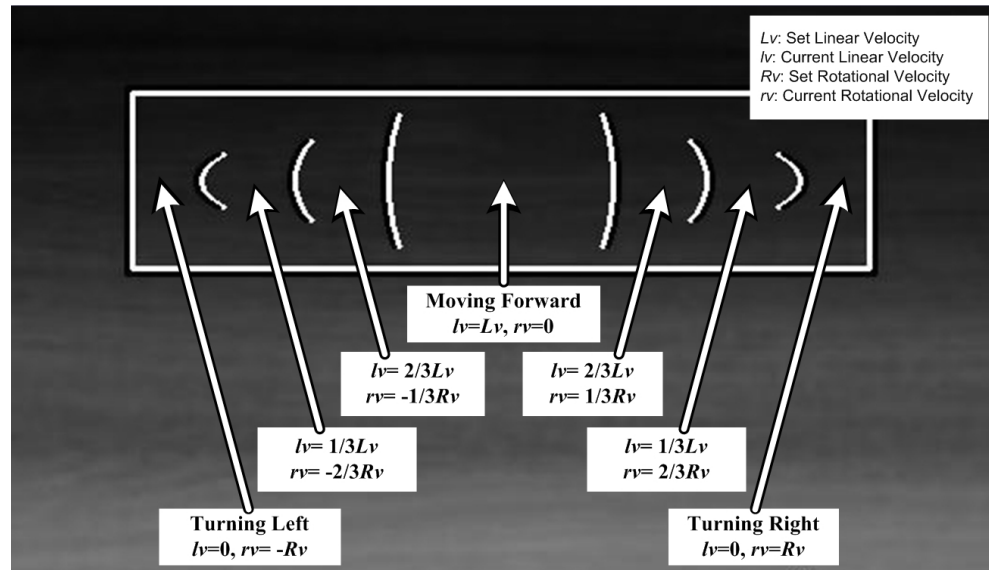 Lv: Set Linear Velocity
lv: Current Linear Velocity
Rv: Set Rotational Velocity
rv: Current Rotational Velocity
Moving Forward
lv=Lv, rv=0
lv= 2/3Lv
rv= -1/3Rv
lv= 2/3Lv
rv= 1/3Rv
lv= 1/3Lv
rv= -2/3Rv
lv= 1/3Lv
rv= 2/3Rv
Turning Left
lv=0, rv= -Rv
Turning Right
lv=0, rv=Rv